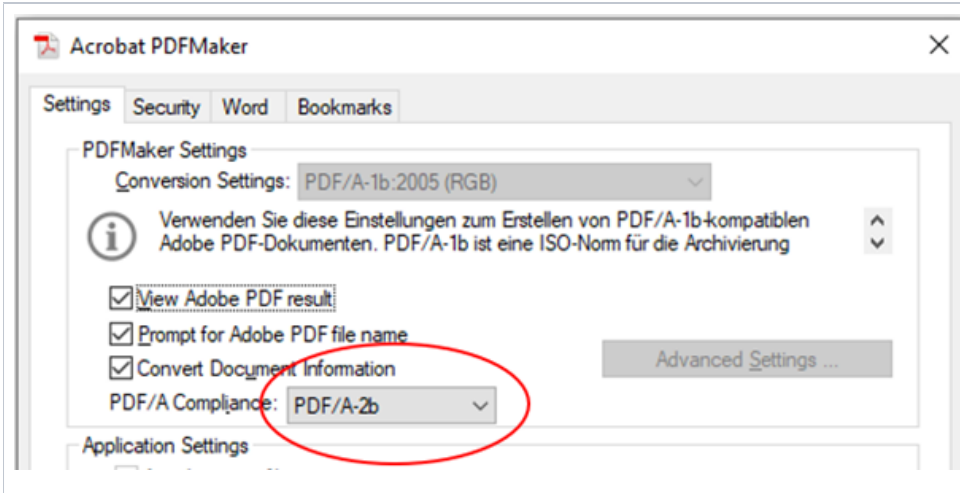 Acrobat PDFMaker
Settings Security Word Bookmarks
PDFMaker Settings
Conversion Settings: PDF/A-1b:2005 (RGB)
Verwenden Sie diese Einstellungen zum Erstellen von PDF/A-1b-kompatiblen
Adobe PDF-Dokumenten. PDF/A-1b ist eine ISO-Norm für die Archivierung
View Adobe PDF result
Prompt for Adobe PDF file name
Convert Document Information
Advanced Settings ...
PDF/A Compliance: PDF/A-2b
Application Settings